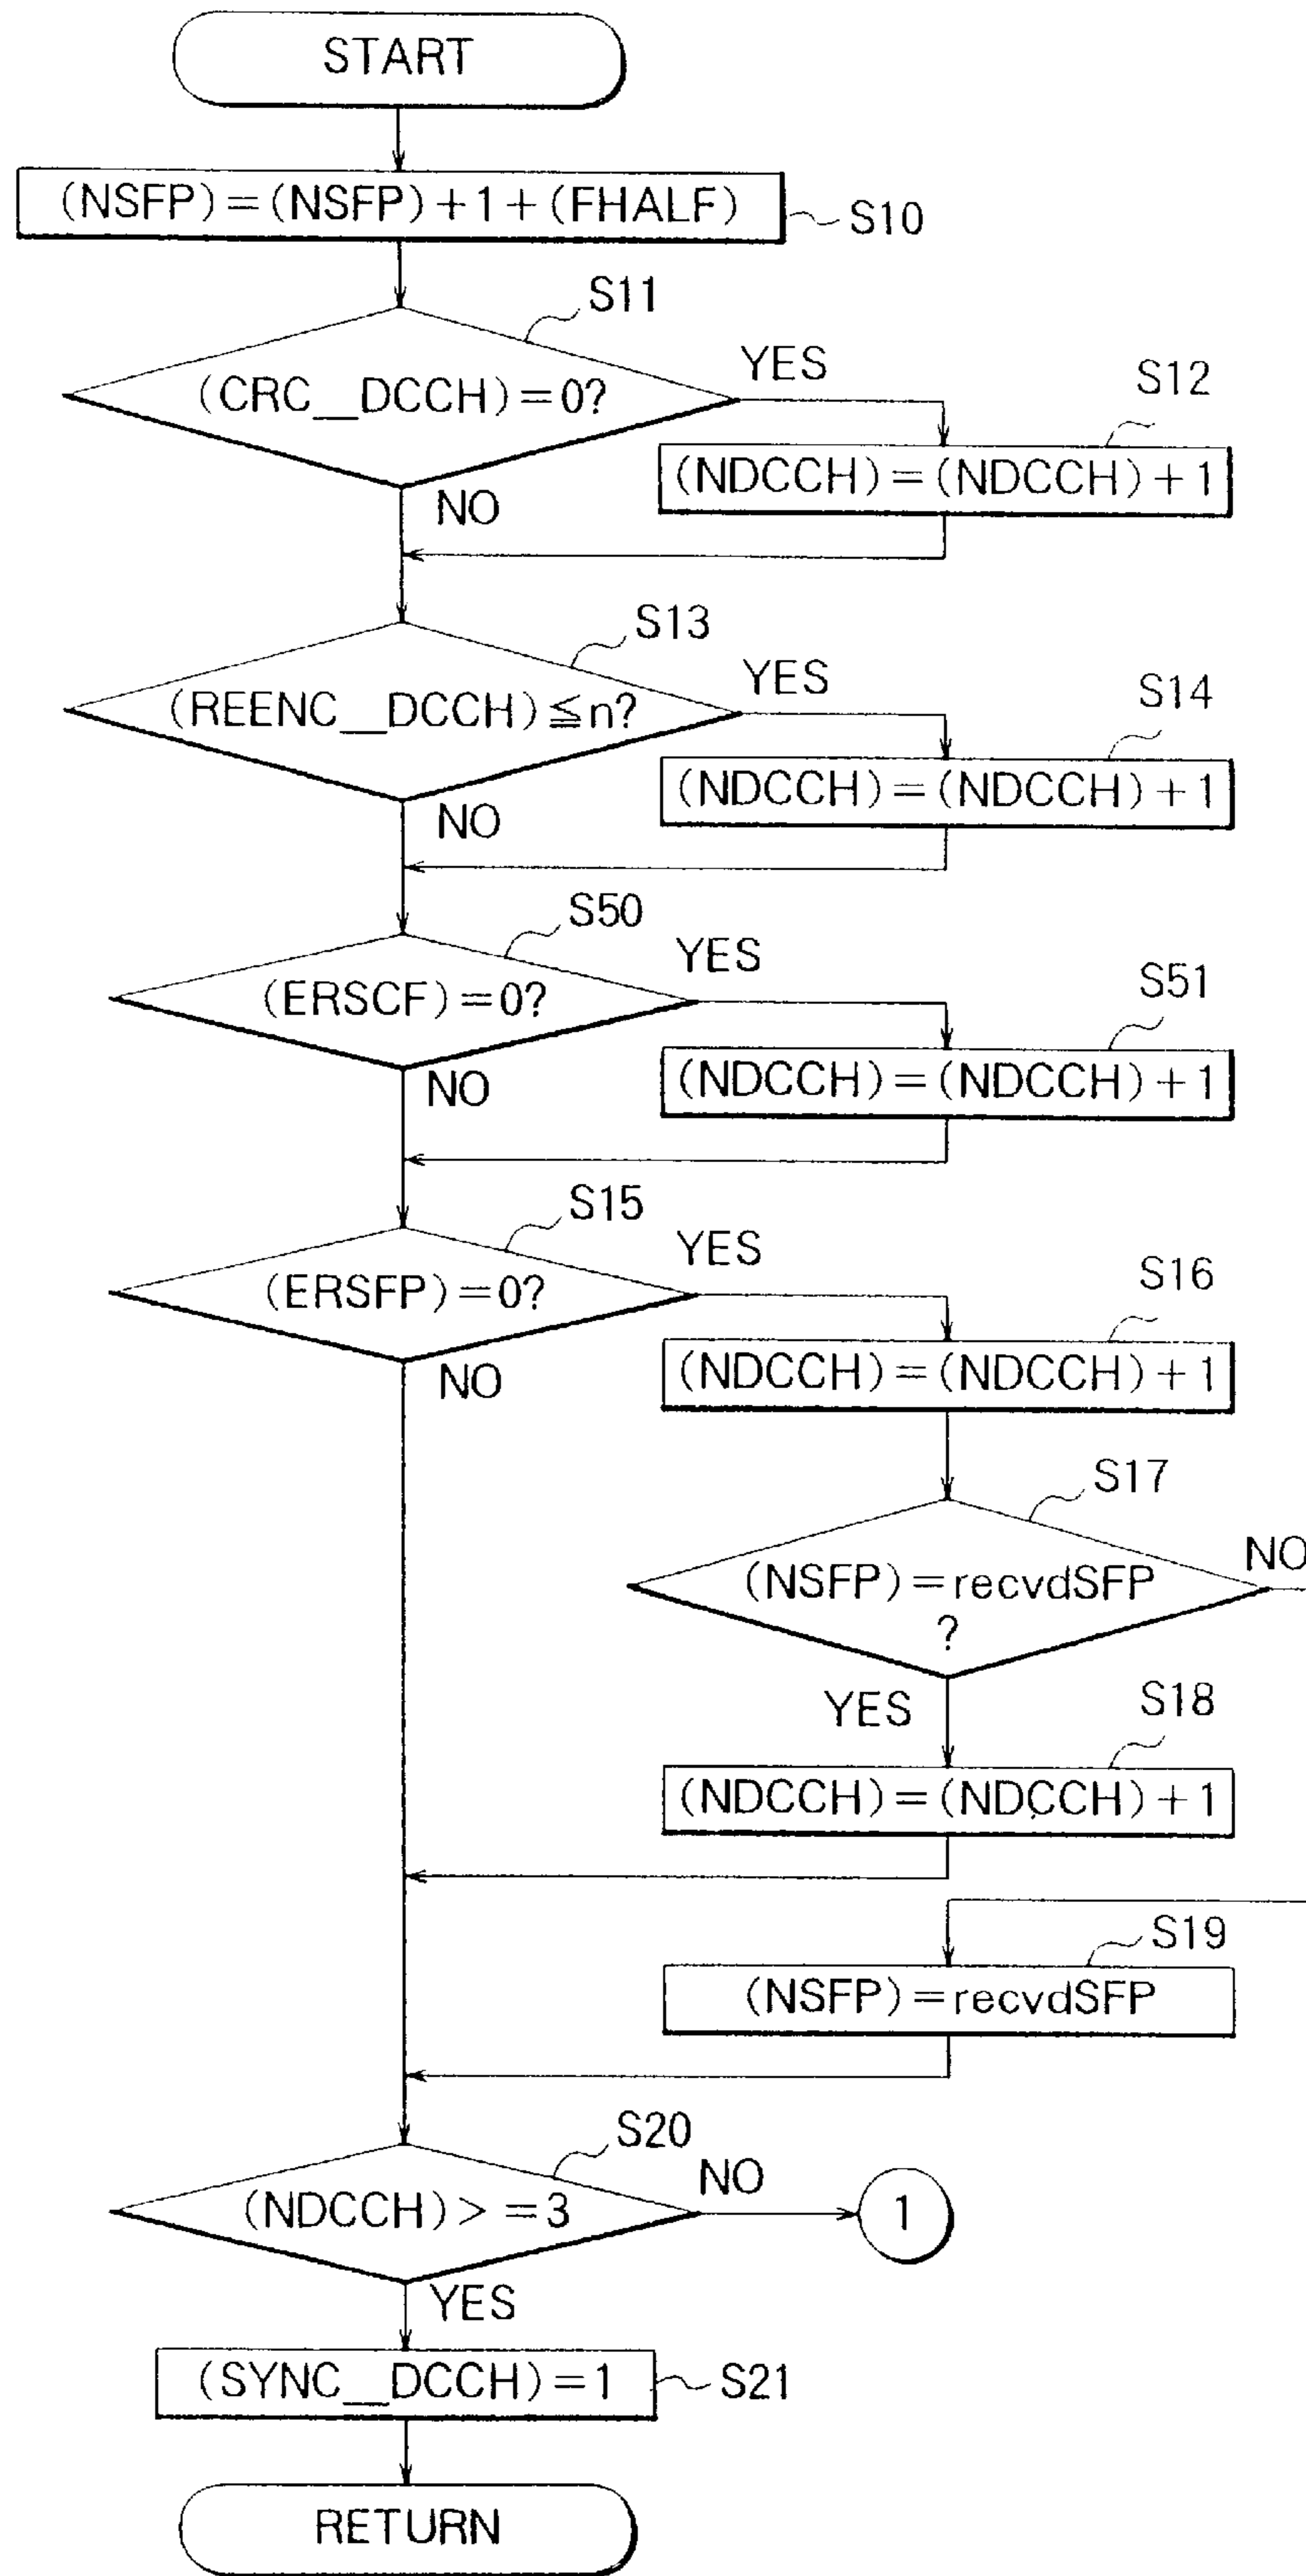 START
(NSFP)=(NSFP)+1+(FHALF)
S10
S11
(CRC__DCCH)=0?
YES
S12
(NDCCH)=(NDCCH)+1
NO
S13
(REENC__DCCH)≦n?
YES
S14
(NDCCH)=(NDCCH)+1
NO
S50
(ERSCF)=0?
YES
S51
(NDCCH)=(NDCCH)+1
NO
S15
(ERSFP)=0?
YES
S16
(NDCCH)=(NDCCH)+1
NO
S17
(NSFP)=recvdSFP
?
NO
YES
S18
(NDCCH)=(NDCCH)+1
S19
(NSFP)=recvdSFP
S20
(NDCCH)>=3
NO
1
YES
(SYNC__DCCH)=1
S21
RETURN